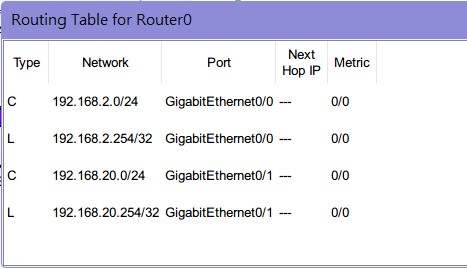 Routing Table for Router0
Type Network Port Next Hop IP Metric
C 192.168.2.0/24 GigabitEthernet0/0 --- 0/0
L 192.168.2.254/32 GigabitEthernet0/0 --- 0/0
C 192.168.20.0/24 GigabitEthernet0/1 --- 0/0
L 192.168.20.254/32 GigabitEthernet0/1 --- 0/0